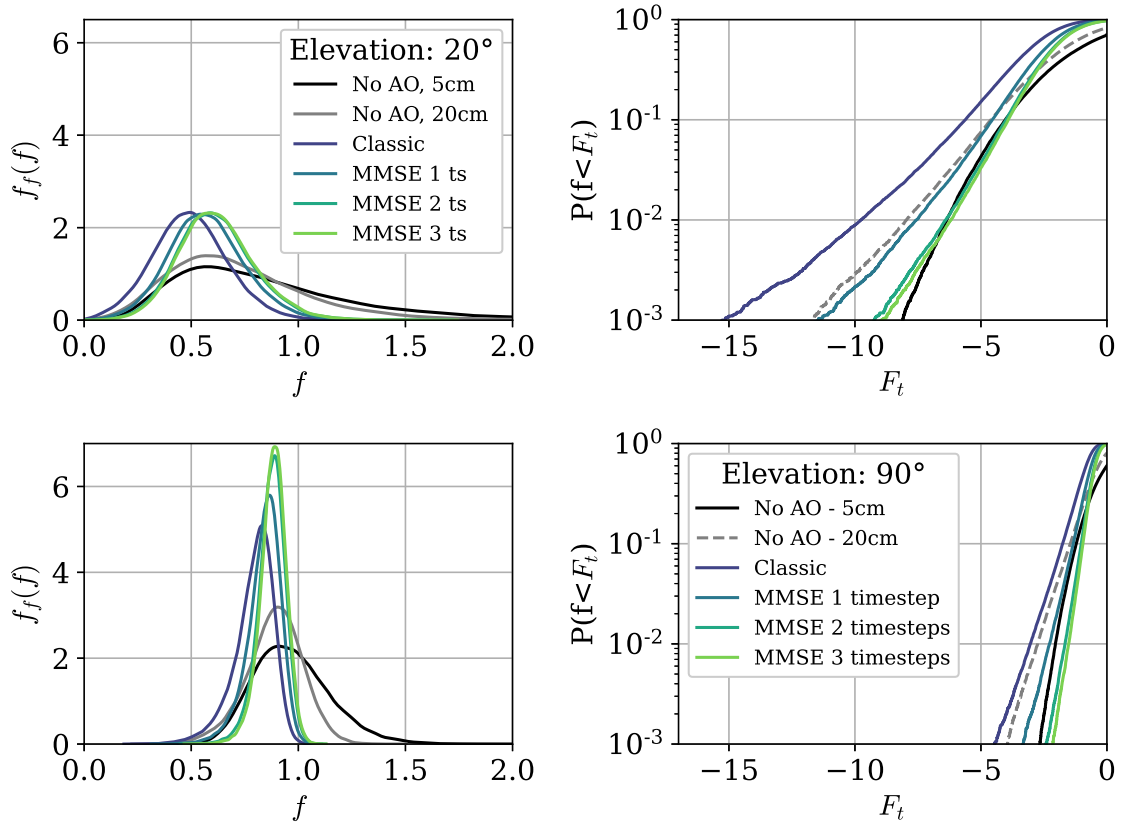 6
4
2
0
f_f(f)
Elevation: 20°
No AO, 5cm
No AO, 20cm
Classic
MMSE 1 ts
MMSE 2 ts
MMSE 3 ts
0.0 0.5 1.0 1.5 2.0
f
10^0
10^-1
10^-2
10^-3
P(f<F_t)
−15 −10 −5 0
F_t
6
4
2
0
f_f(f)
0.0 0.5 1.0 1.5 2.0
f
10^0
10^-1
10^-2
10^-3
P(f<F_t)
Elevation: 90°
No AO - 5cm
No AO - 20cm
Classic
MMSE 1 timestep
MMSE 2 timesteps
MMSE 3 timesteps
−15 −10 −5 0
F_t